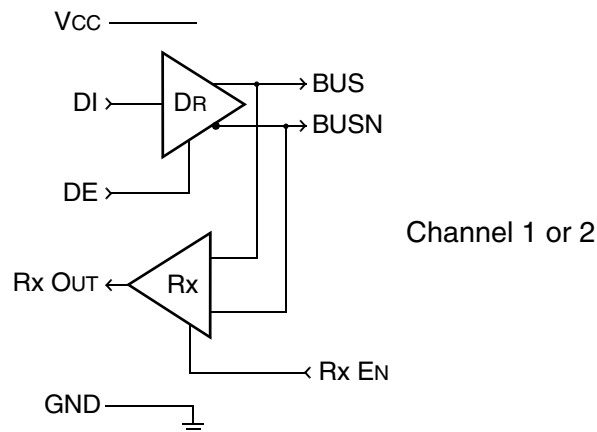 VCC
BUS
DI
DR
BUSN
DE
Channel 1 or 2
Rx OUT
Rx
Rx EN
GND